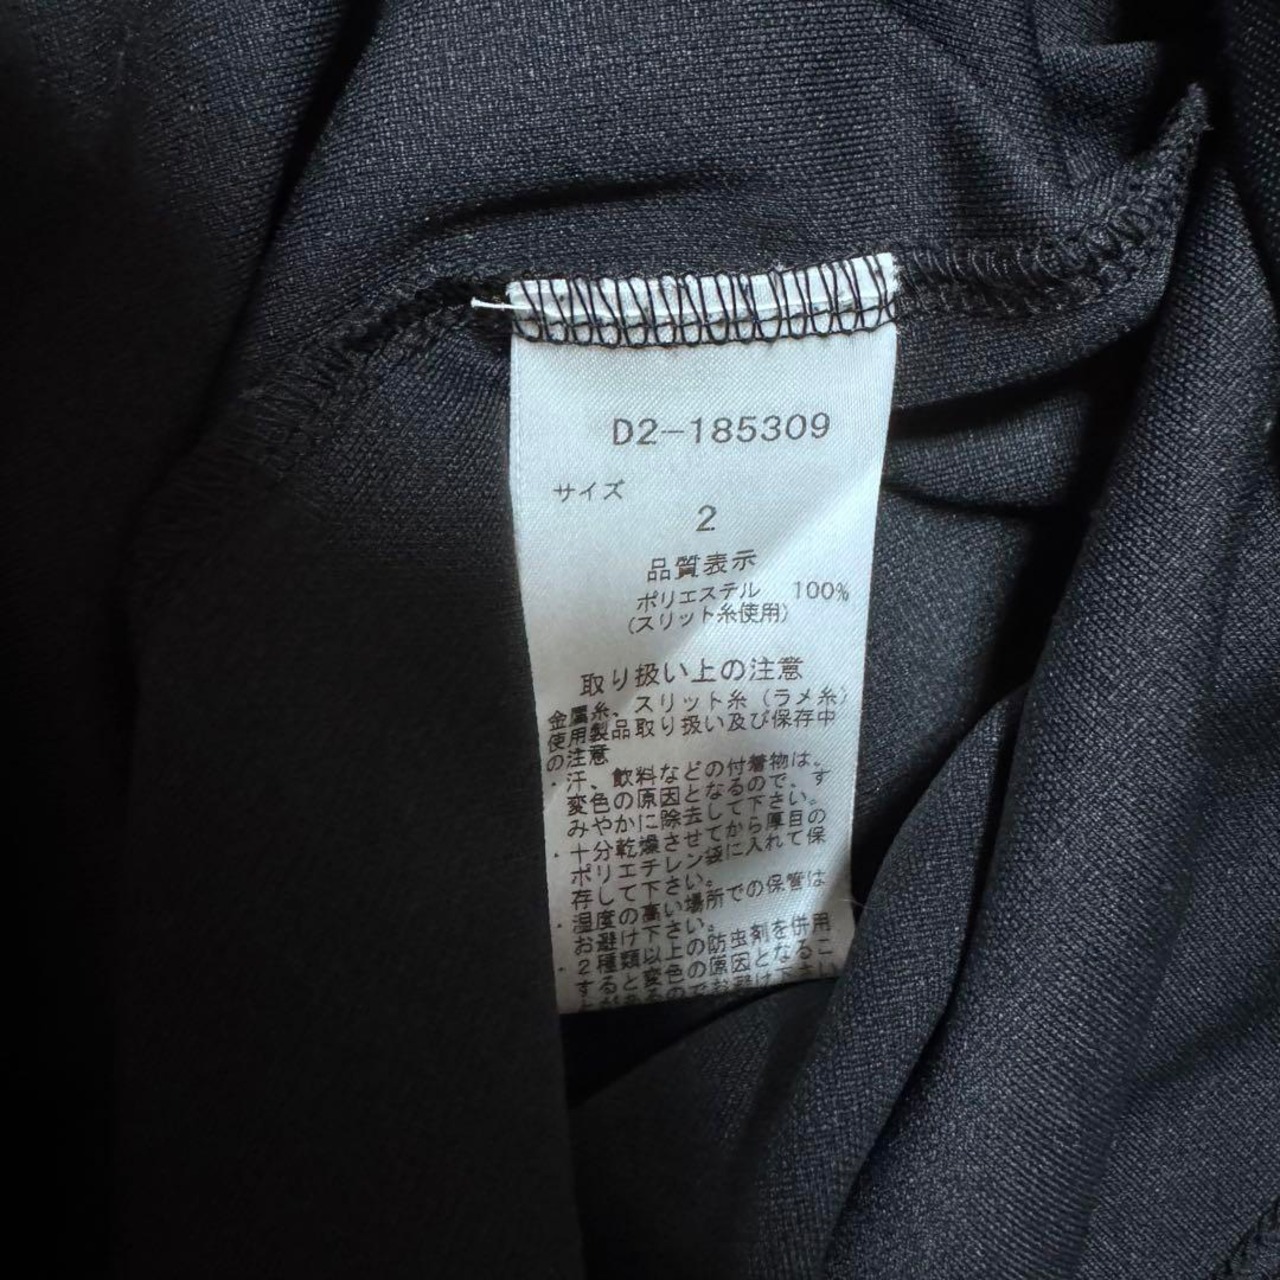 D2-185309
サイズ
2
品質表示
ポリエステル 100%
(スリット糸使用)
取り扱い上の注意
金属糸、スリット糸(ラメ糸)
使用製品取り扱い及び保存中
の注意
・汗、飲料などの付着物は、
変色の原因となるので、す
みやかに除去して下さい。
・十分乾燥させてから厚目の
ポリエチレン袋に入れて保
存して下さい。
・湿度の高い場所での保管は
お避け下さい。
・2種類以上の防虫剤を併用
すると変色の原因となるこ